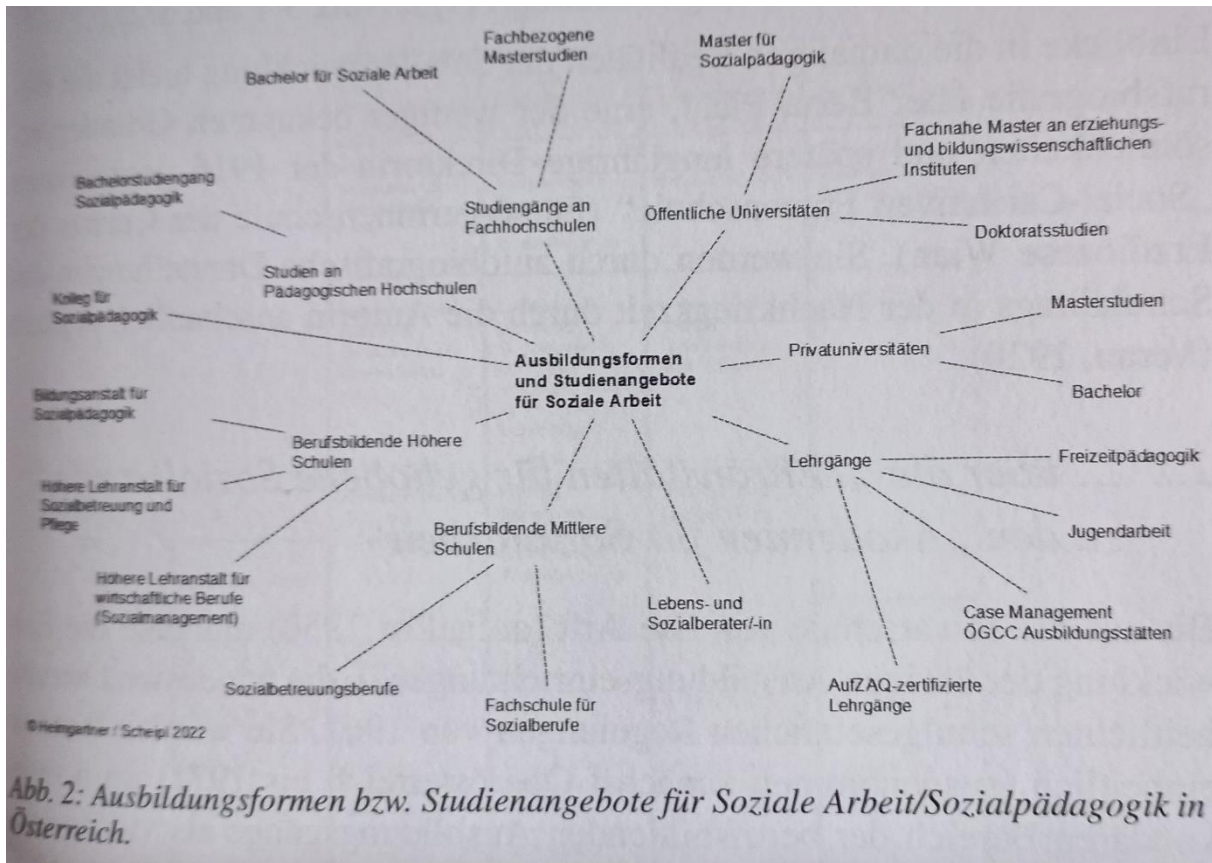 Fachbezogene
Masterstudien
Master für
Sozialpädagogik
Bachelor für Soziale Arbeit
Fachnahe Master an erziehungs-
und bildungswissenschaftlichen
Instituten
Bachelorstudiengang
Sozialpädagogik
Studiengänge an
Fachhochschulen
Öffentliche Universitäten
Doktoratsstudien
Studien an
Pädagogischen Hochschulen
Kolleg für
Sozialpädagogik
Masterstudien
Privatuniversitäten
Ausbildungsformen
und Studienangebote
für Soziale Arbeit
Bachelor
Bildungsanstalt für
Sozialpädagogik
Berufsbildende Höhere
Schulen
Lehrgänge
Freizeitpädagogik
Höhere Lehranstalt für
Sozialbetreuung und
Pflege
Berufsbildende Mittlere
Schulen
Jugendarbeit
Höhere Lehranstalt für
wirtschaftliche Berufe
(Sozialmanagement)
Lebens- und
Sozialberater/-in
Case Management
ÖGCC Ausbildungsstätten
Sozialbetreuungsberufe
Fachschule für
Sozialberufe
AufZAQ-zertifizierte
Lehrgänge
© Heimgartner / Scheipl 2022
Abb. 2: Ausbildungsformen bzw. Studienangebote für Soziale Arbeit/Sozialpädagogik in
Österreich.